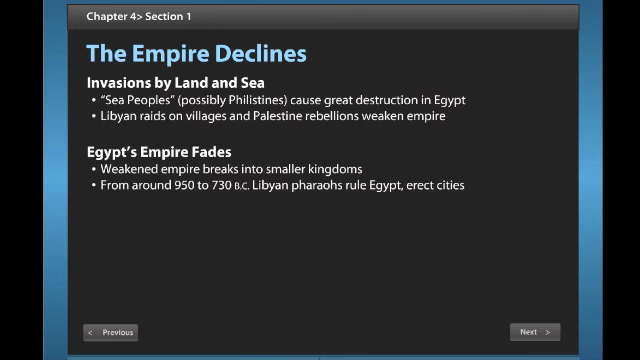 Chapter 4> Section 1
The Empire Declines
Invasions by Land and Sea
• “Sea Peoples” (possibly Philistines) cause great destruction in Egypt
• Libyan raids on villages and Palestine rebellions weaken empire
Egypt’s Empire Fades
• Weakened empire breaks into smaller kingdoms
• From around 950 to 730 B.C. Libyan pharaohs rule Egypt, erect cities
< Previous
Next >